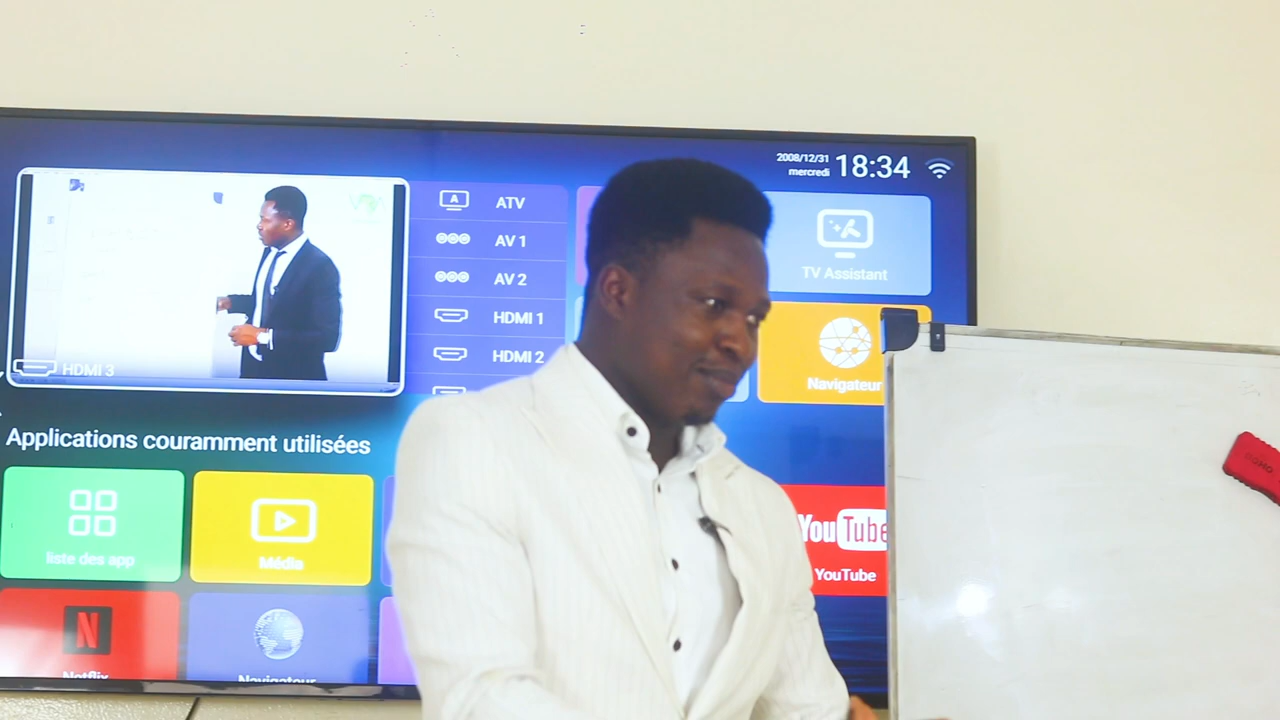 2008/12/31
mercredi
18:34
ATV
AV 1
AV 2
HDMI 1
HDMI 2
HDMI 3
TV Assistant
Navigateur
Applications couramment utilisées
liste des app
Média
YouTube
YouTube
N
Netflix
Navigateur